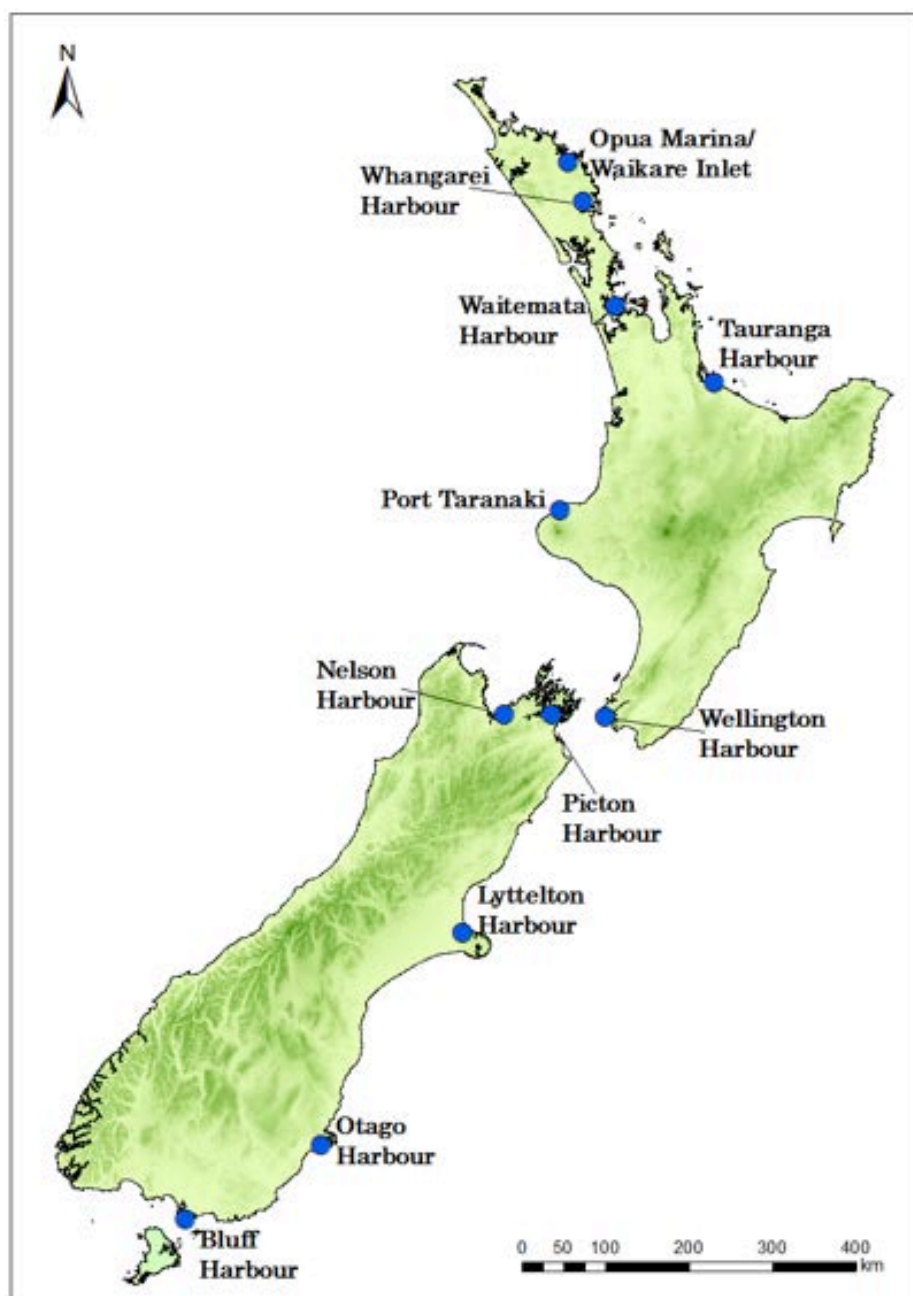 N
Opua Marina/
Waikare Inlet
Whangarei
Harbour
Waitemata
Harbour
Tauranga
Harbour
Port Taranaki
Nelson
Harbour
Wellington
Harbour
Picton
Harbour
Lyttelton
Harbour
Otago
Harbour
Bluff
Harbour
0 50 100 200 300 400
km